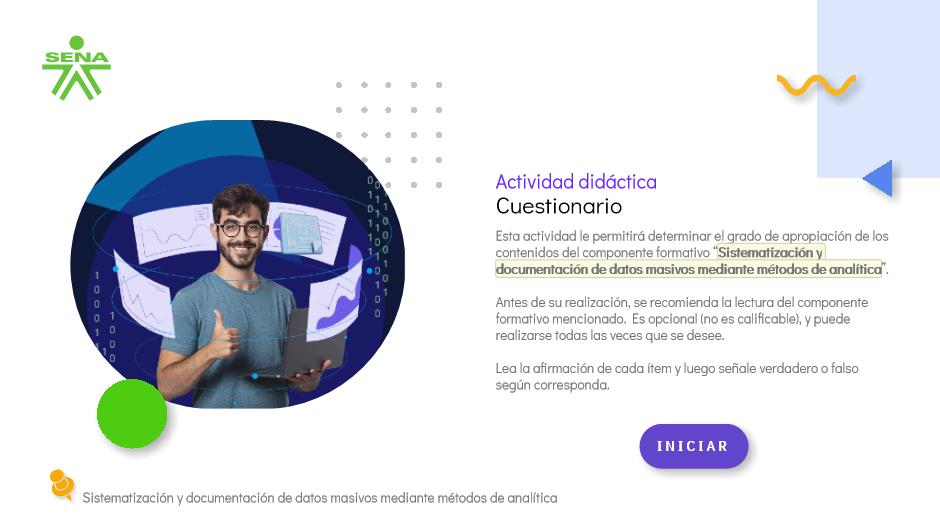 SENA
Actividad didáctica
Cuestionario
Esta actividad le permitirá determinar el grado de apropiación de los
contenidos del componente formativo “Sistematización y
documentación de datos masivos mediante métodos de analítica”.
Antes de su realización, se recomienda la lectura del componente
formativo mencionado. Es opcional (no es calificable), y puede
realizarse todas las veces que se desee.
Lea la afirmación de cada ítem y luego señale verdadero o falso
según corresponda.
INICIAR
Sistematización y documentación de datos masivos mediante métodos de analítica